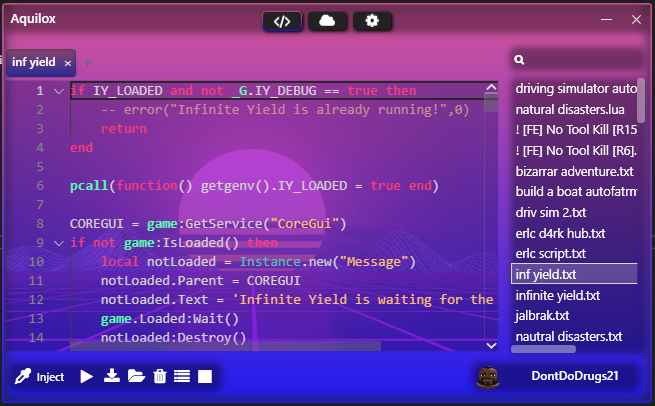 Aquilox
</>
inf yield ×
+
1 if IY_LOADED and not _G.IY_DEBUG == true then
2 -- error("Infinite Yield is already running!",0)
3 return
4 end
5
6 pcall(function() getgenv().IY_LOADED = true end)
7
8 COREGUI = game:GetService("CoreGui")
9 if not game:IsLoaded() then
10 local notLoaded = Instance.new("Message")
11 notLoaded.Parent = COREGUI
12 notLoaded.Text = 'Infinite Yield is waiting for the
13 game.Loaded:Wait()
14 notLoaded:Destroy()
driving simulator auto
natural disasters.lua
! [FE] No Tool Kill [R15
! [FE] No Tool Kill [R6].
bizarrar adventure.txt
build a boat autofatrm
driv sim 2.txt
erlc d4rk hub.txt
erlc script.txt
inf yield.txt
infinite yield.txt
jalbrak.txt
nautral disasters.txt
Inject
DontDoDrugs21